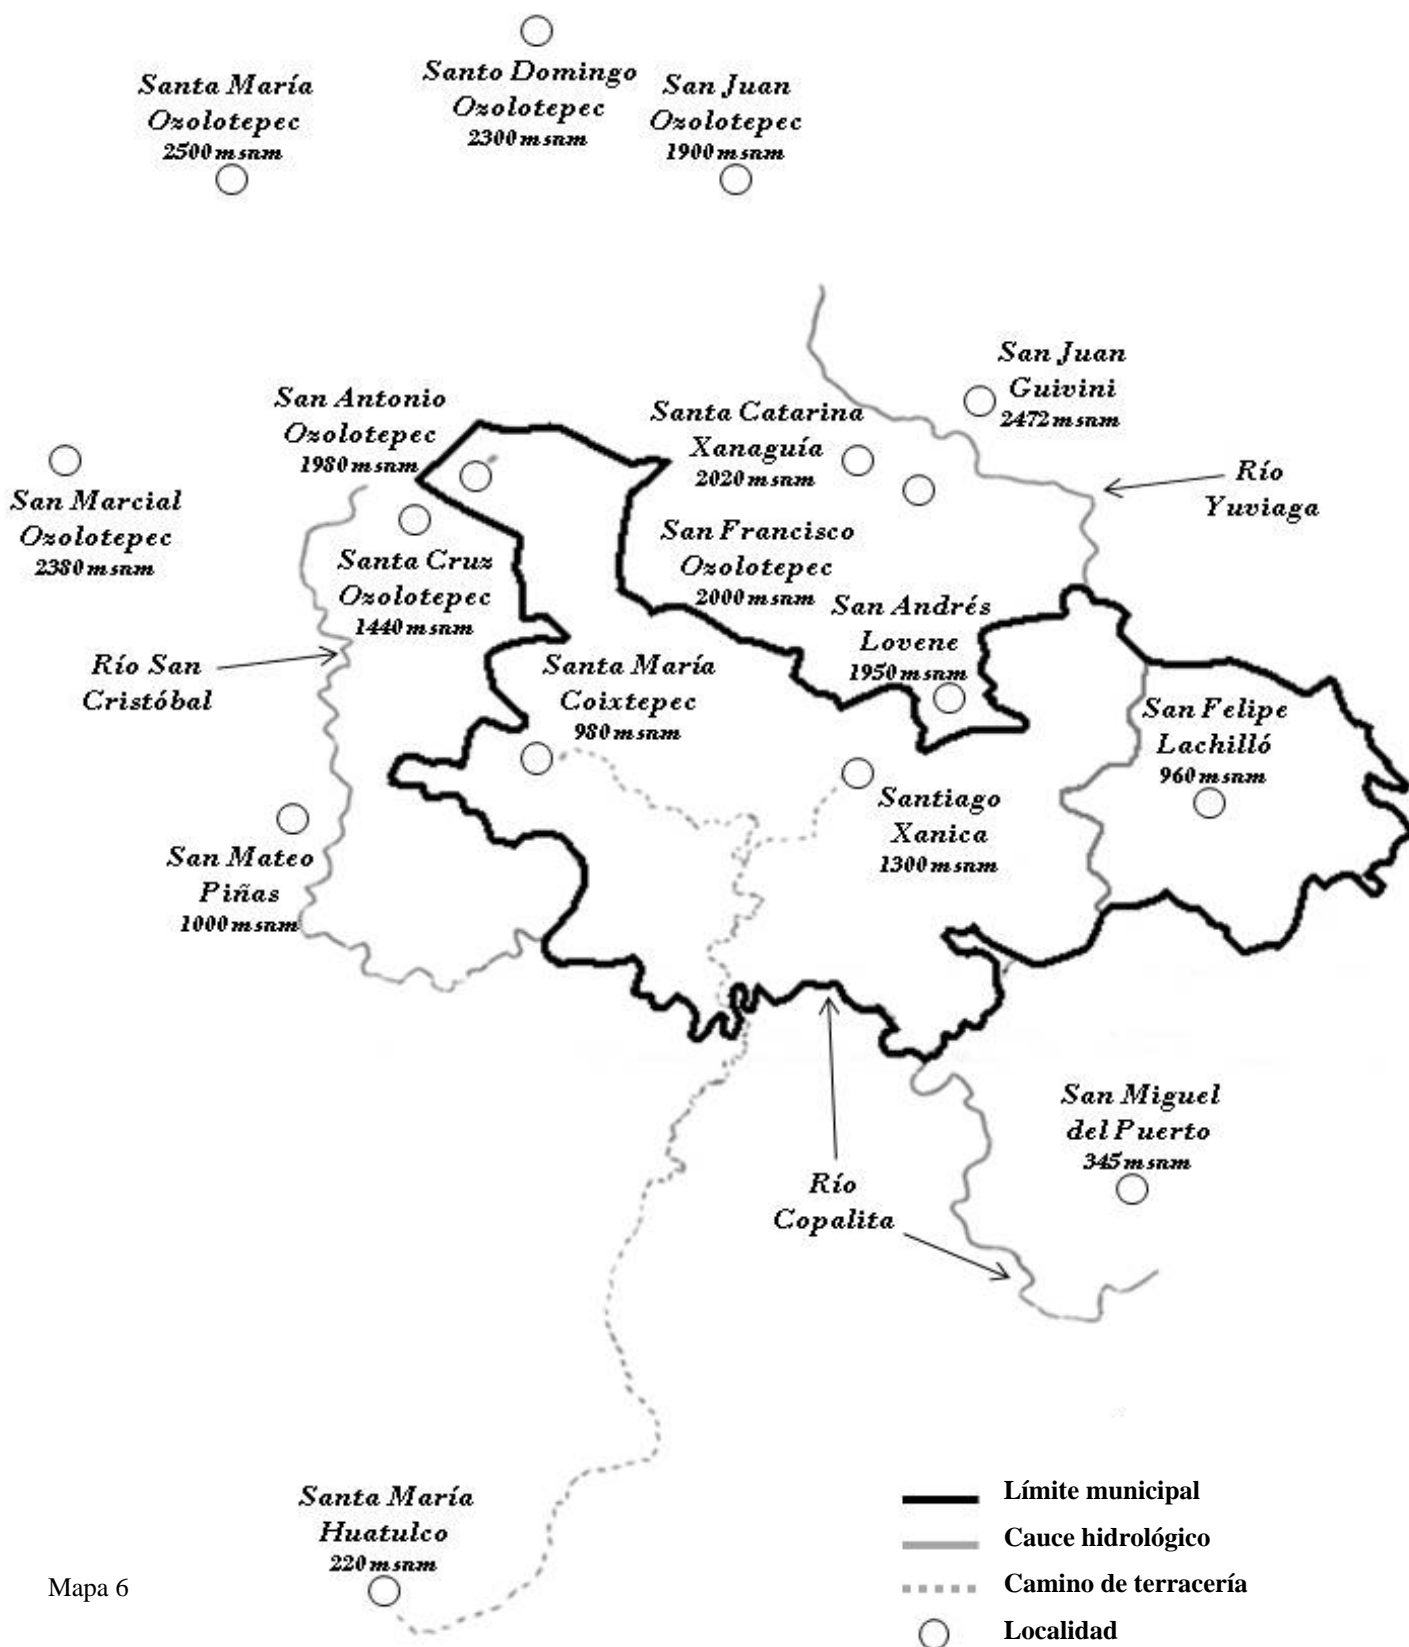 Santa María
Ozolotepec
2500 msnm
Santo Domingo
Ozolotepec
2300 msnm
San Juan
Ozolotepec
1900 msnm
San Juan
Guivini
2472 msnm
San Antonio
Ozolotepec
1980 msnm
Santa Catarina
Xanaguía
2020 msnm
Río
Yuviaga
San Marcial
Ozolotepec
2380 msnm
San Francisco
Ozolotepec
2000 msnm
Santa Cruz
Ozolotepec
1440 msnm
San Andrés
Lovene
1950 msnm
Río San
Cristóbal
Santa María
Coixtepec
980 msnm
San Felipe
Lachilló
960 msnm
Santiago
Xanica
1300 msnm
San Mateo
Piñas
1000 msnm
San Miguel
del Puerto
345 msnm
Río
Copalita
Santa María
Huatulco
220 msnm
Mapa 6
Límite municipal
Cauce hidrológico
Camino de terracería
Localidad